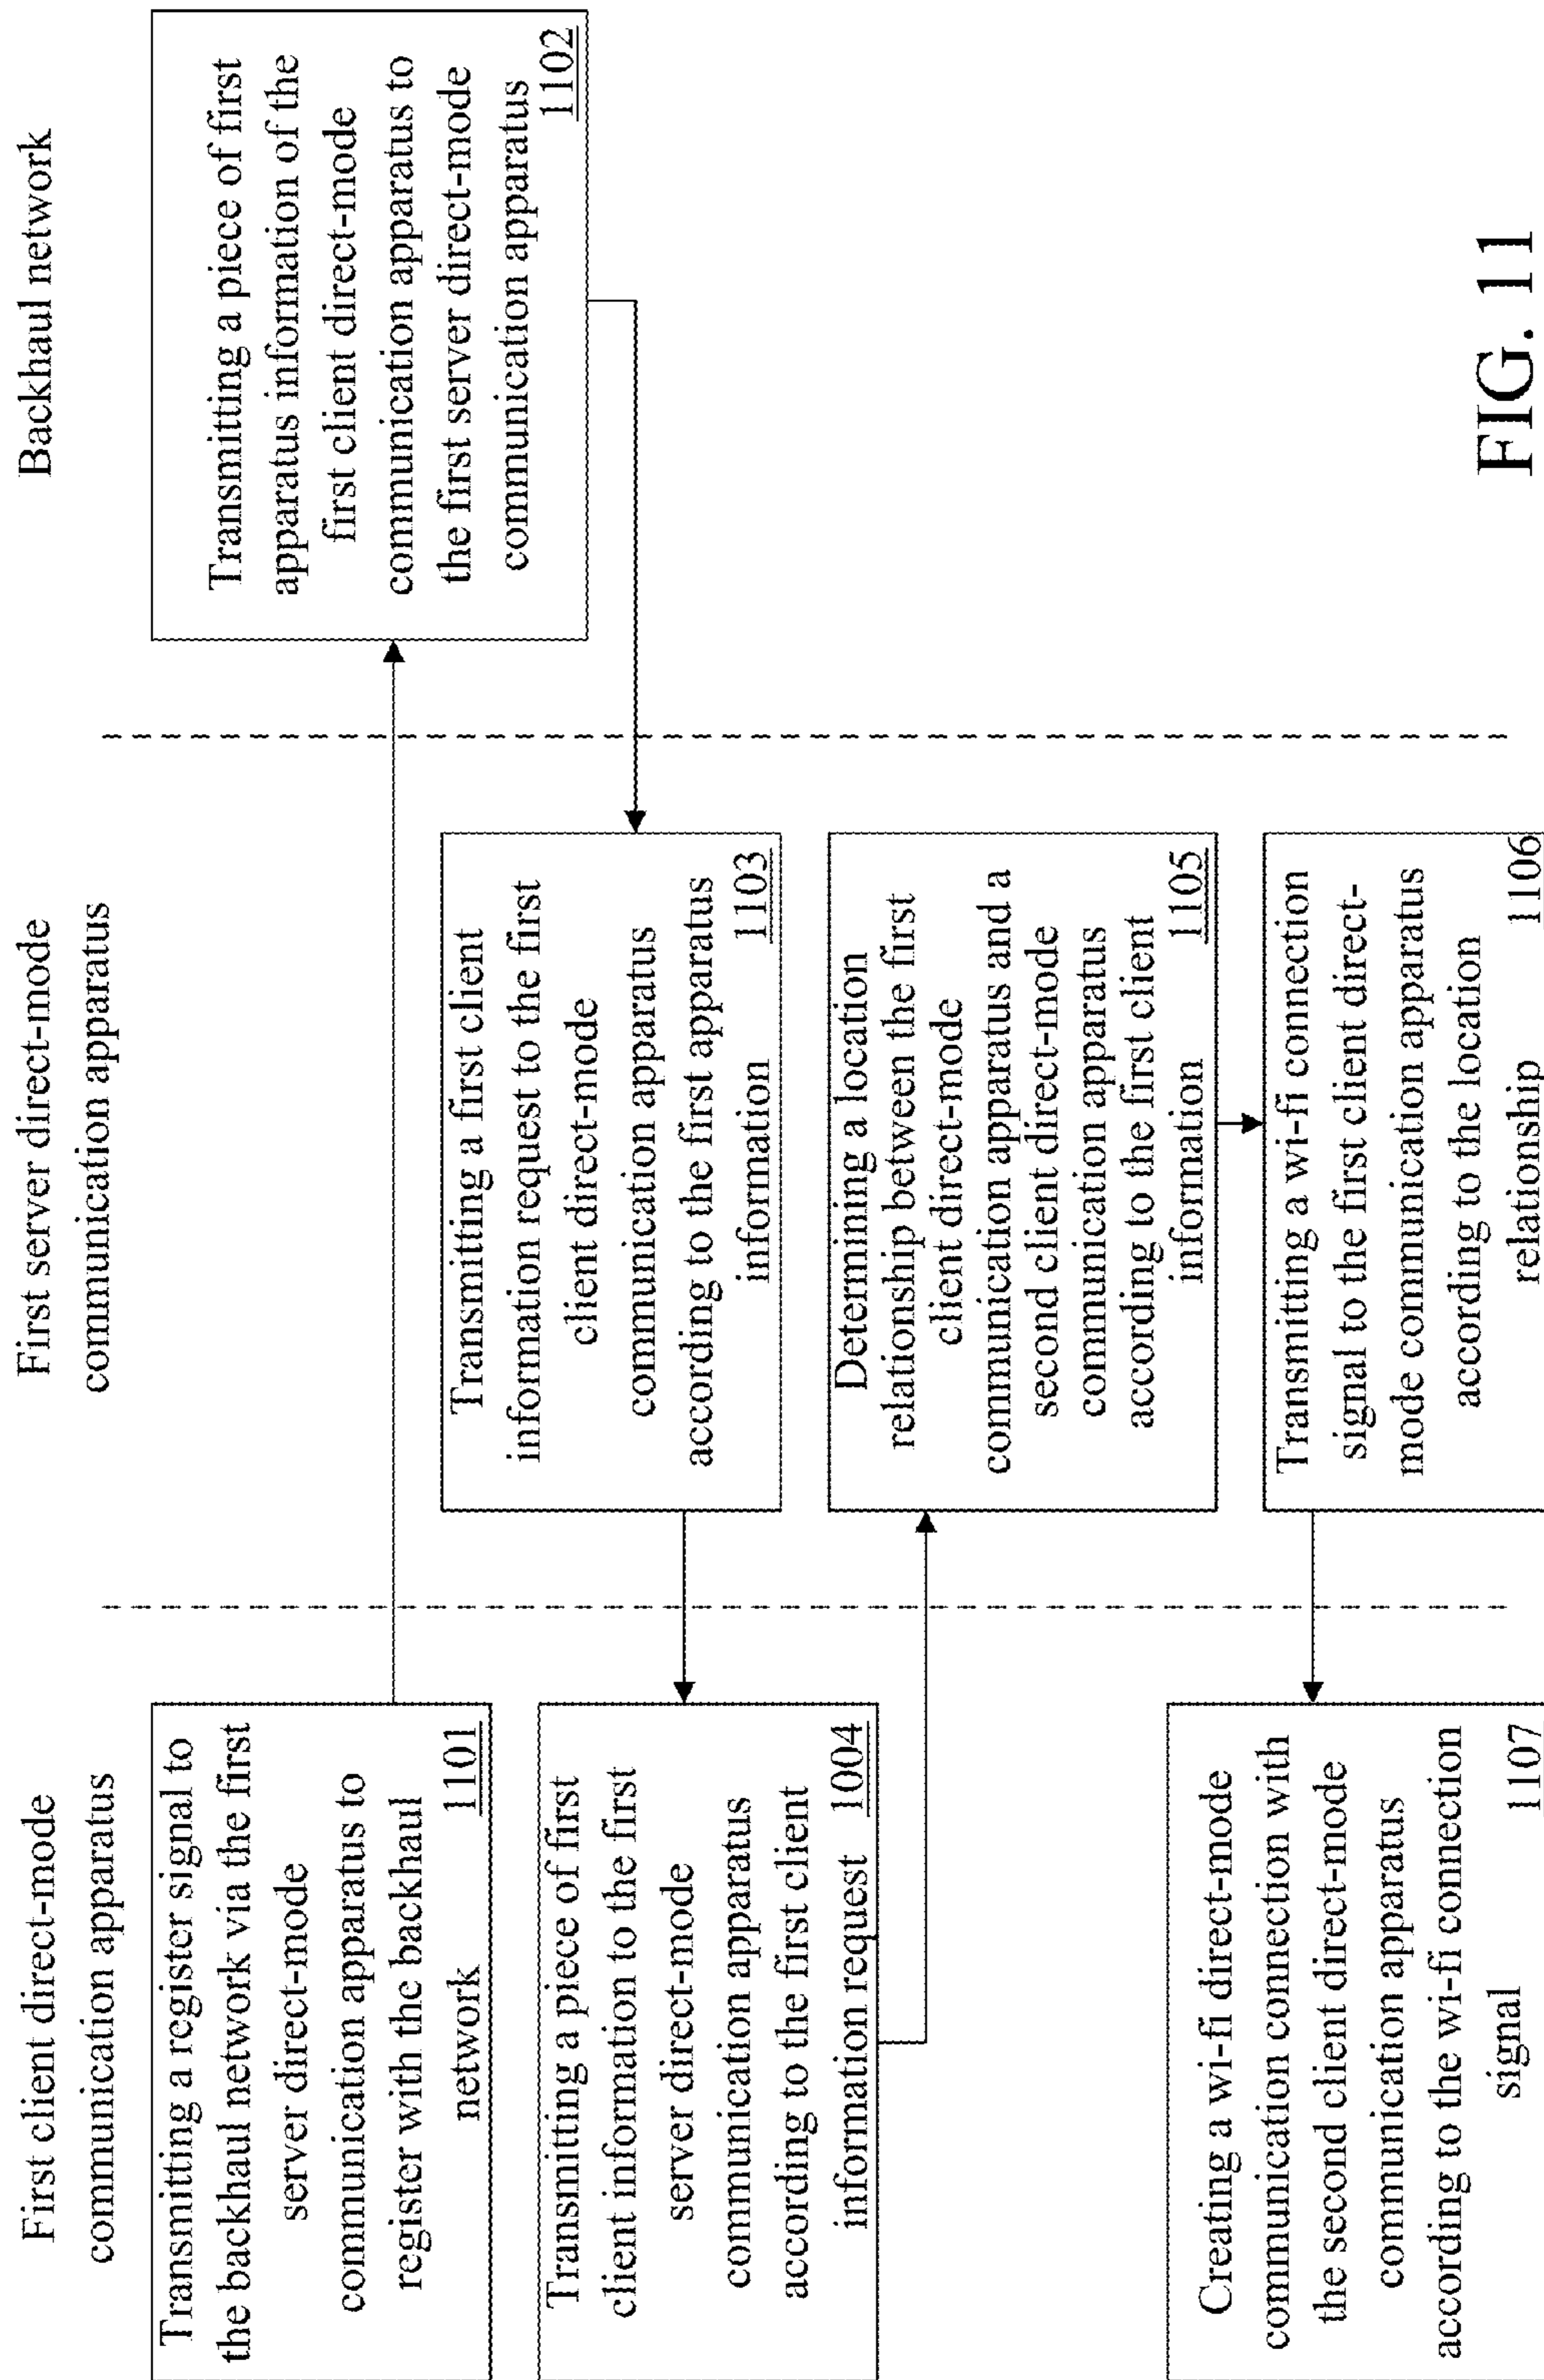 First client direct-mode
communication apparatus
First server direct-mode
communication apparatus
Backhaul network
Transmitting a register signal to
the backhaul network via the first
server direct-mode
communication apparatus to
register with the backhaul
network
1101
Transmitting a piece of first
apparatus information of the
first client direct-mode
communication apparatus to
the first server direct-mode
communication apparatus
1102
Transmitting a first client
information request to the first
client direct-mode
communication apparatus
according to the first apparatus
information
1103
Transmitting a piece of first
client information to the first
server direct-mode
communication apparatus
according to the first client
information request
1004
Determining a location
relationship between the first
client direct-mode
communication apparatus and a
second client direct-mode
communication apparatus
according to the first client
information
1105
Transmitting a wi-fi connection
signal to the first client direct-
mode communication apparatus
according to the location
relationship
1106
Creating a wi-fi direct-mode
communication connection with
the second client direct-mode
communication apparatus
according to the wi-fi connection
signal
1107
FIG. 11